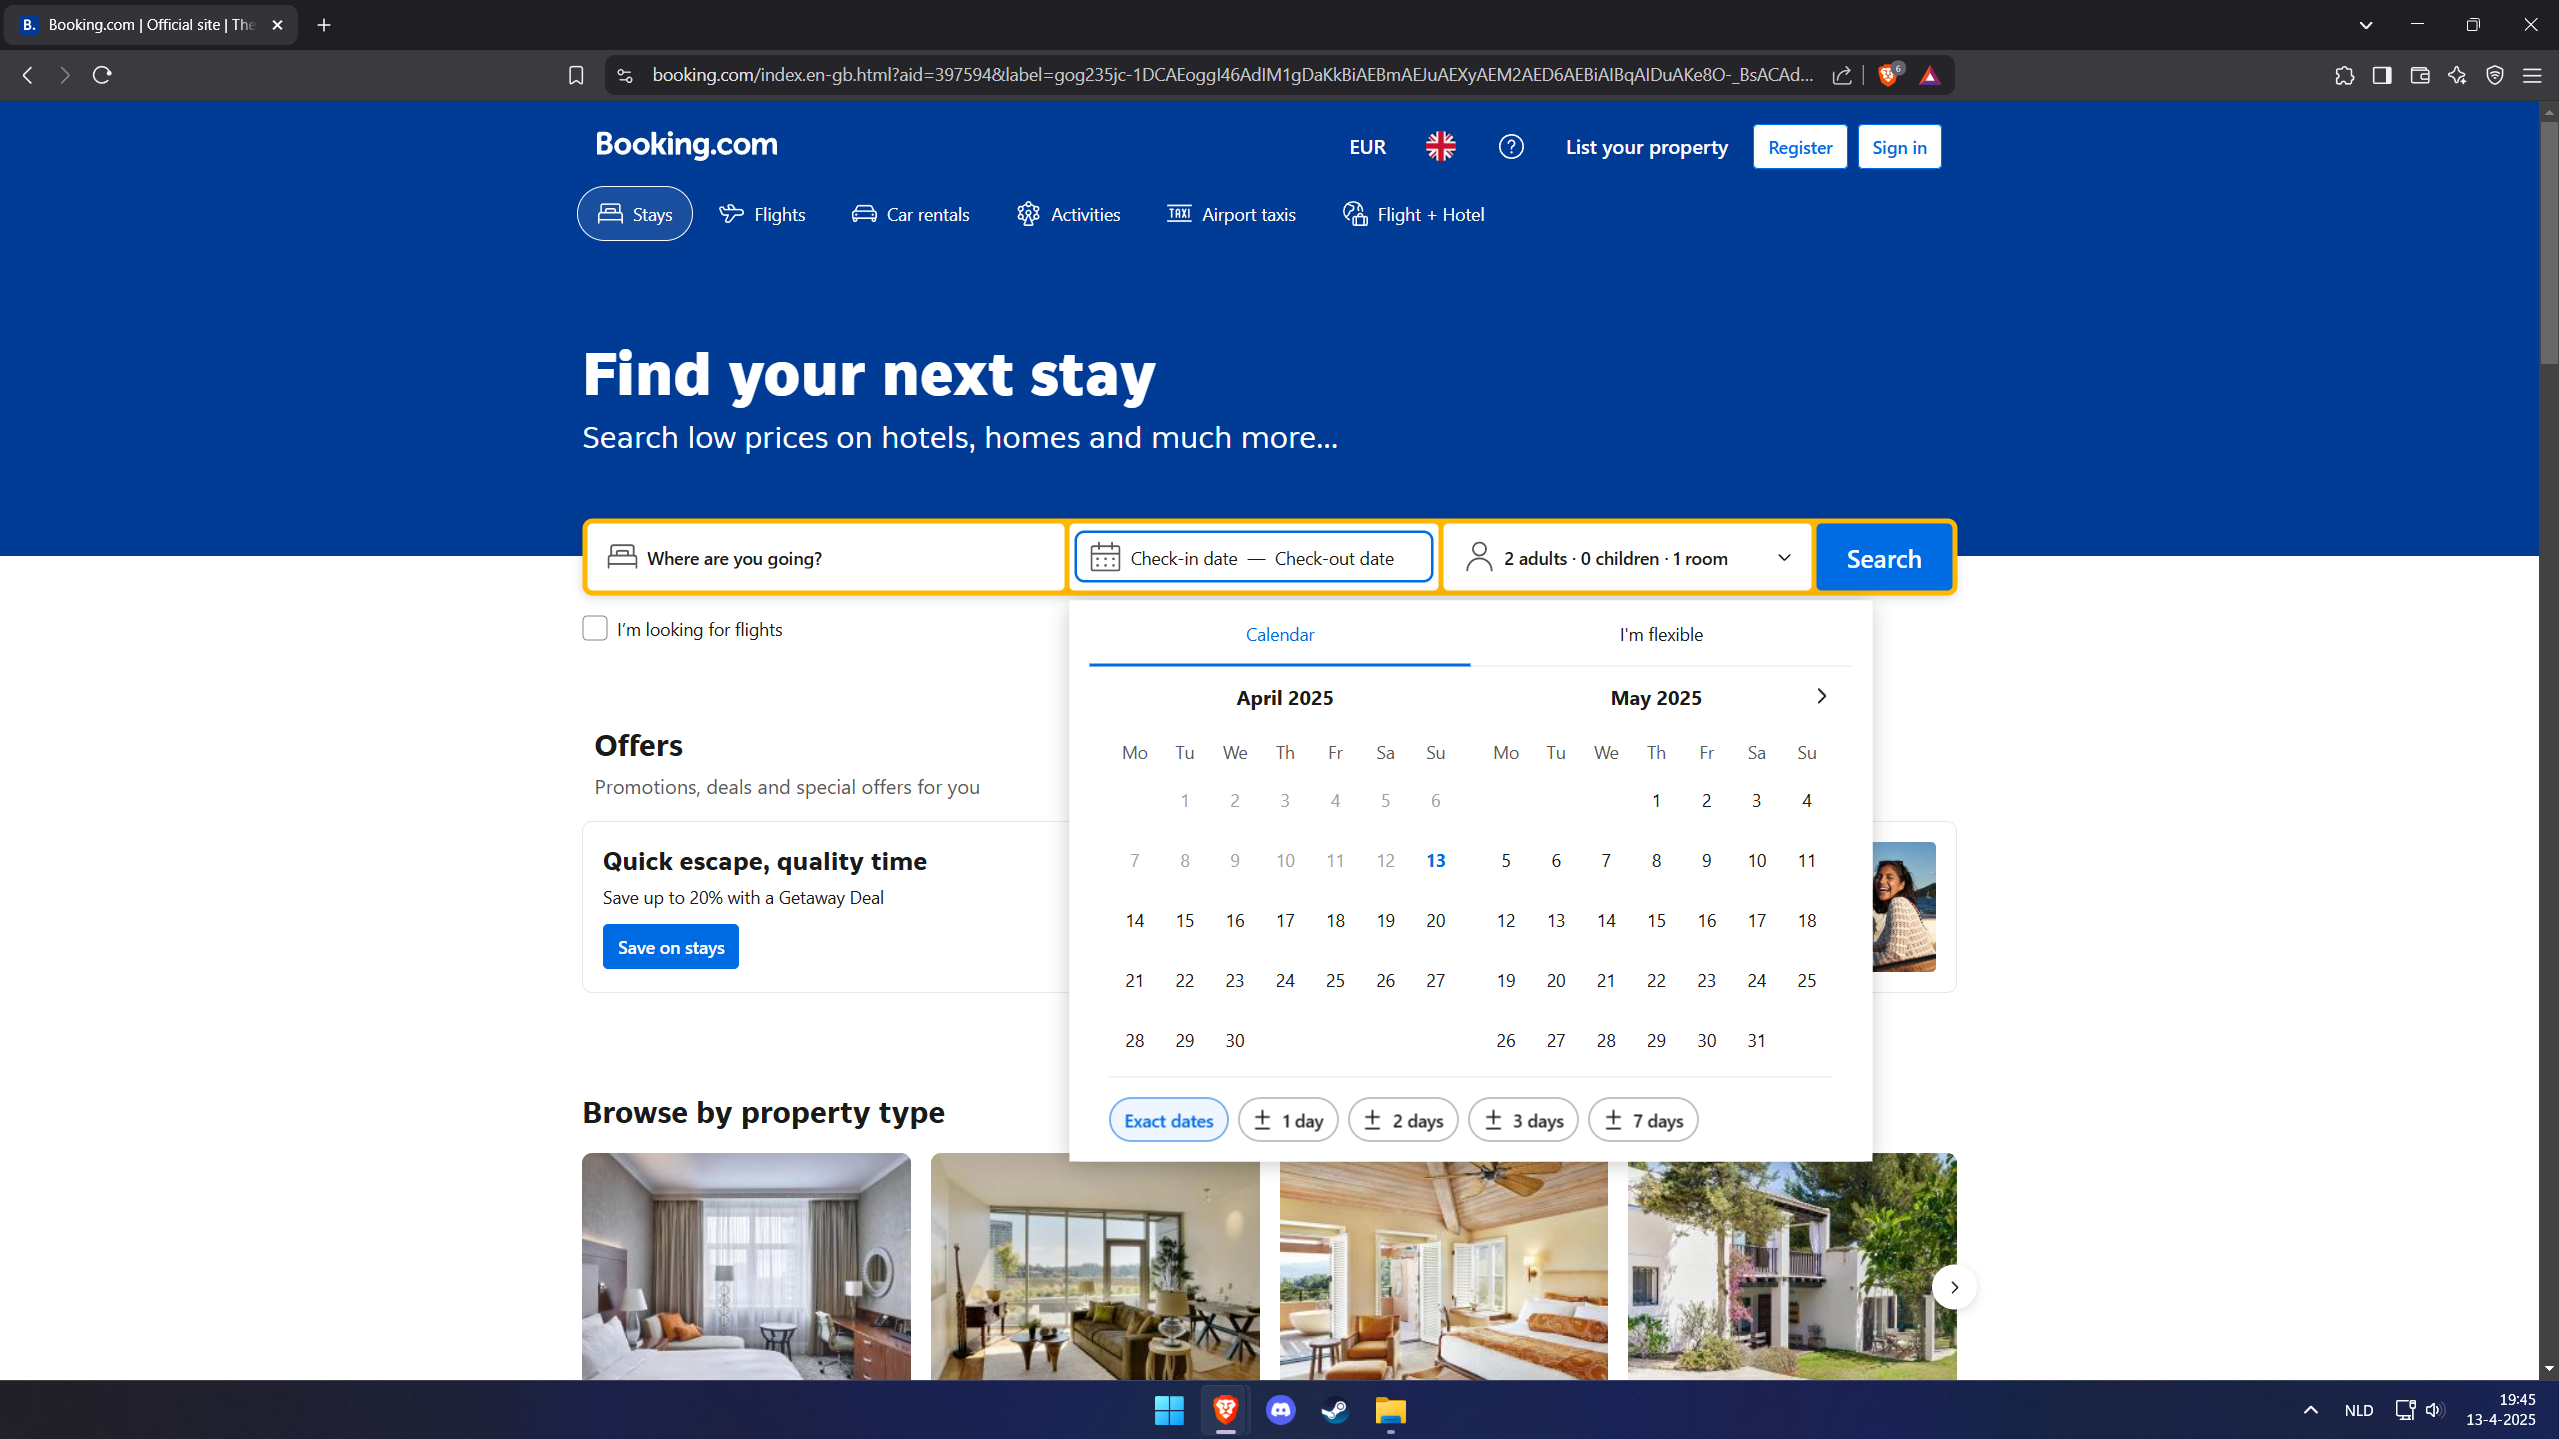 B. Booking.com | Official site | The
booking.com/index.en-gb.html?aid=397594&label=gog235jc-1DCAEoggI46AdIM1gDaKkBiAEBmAEJuAEXyAEM2AED6AEBiAIBqAIDuAKe8O-_BsACAd...
6
Booking.com
EUR
List your property
Register
Sign in
Stays
Flights
Car rentals
Activities
TAXI
Airport taxis
Flight + Hotel
Find your next stay
Search low prices on hotels, homes and much more...
Where are you going?
Check-in date — Check-out date
2 adults · 0 children · 1 room
Search
I'm looking for flights
Calendar
I'm flexible
April 2025
May 2025
Mo Tu We Th Fr Sa Su Mo Tu We Th Fr Sa Su
1 2 3 4 5 6 1 2 3 4
7 8 9 10 11 12 13 5 6 7 8 9 10 11
14 15 16 17 18 19 20 12 13 14 15 16 17 18
21 22 23 24 25 26 27 19 20 21 22 23 24 25
28 29 30 26 27 28 29 30 31
Exact dates
± 1 day
± 2 days
± 3 days
± 7 days
Offers
Promotions, deals and special offers for you
Quick escape, quality time
Save up to 20% with a Getaway Deal
Save on stays
Browse by property type
NLD
19:45
13-4-2025